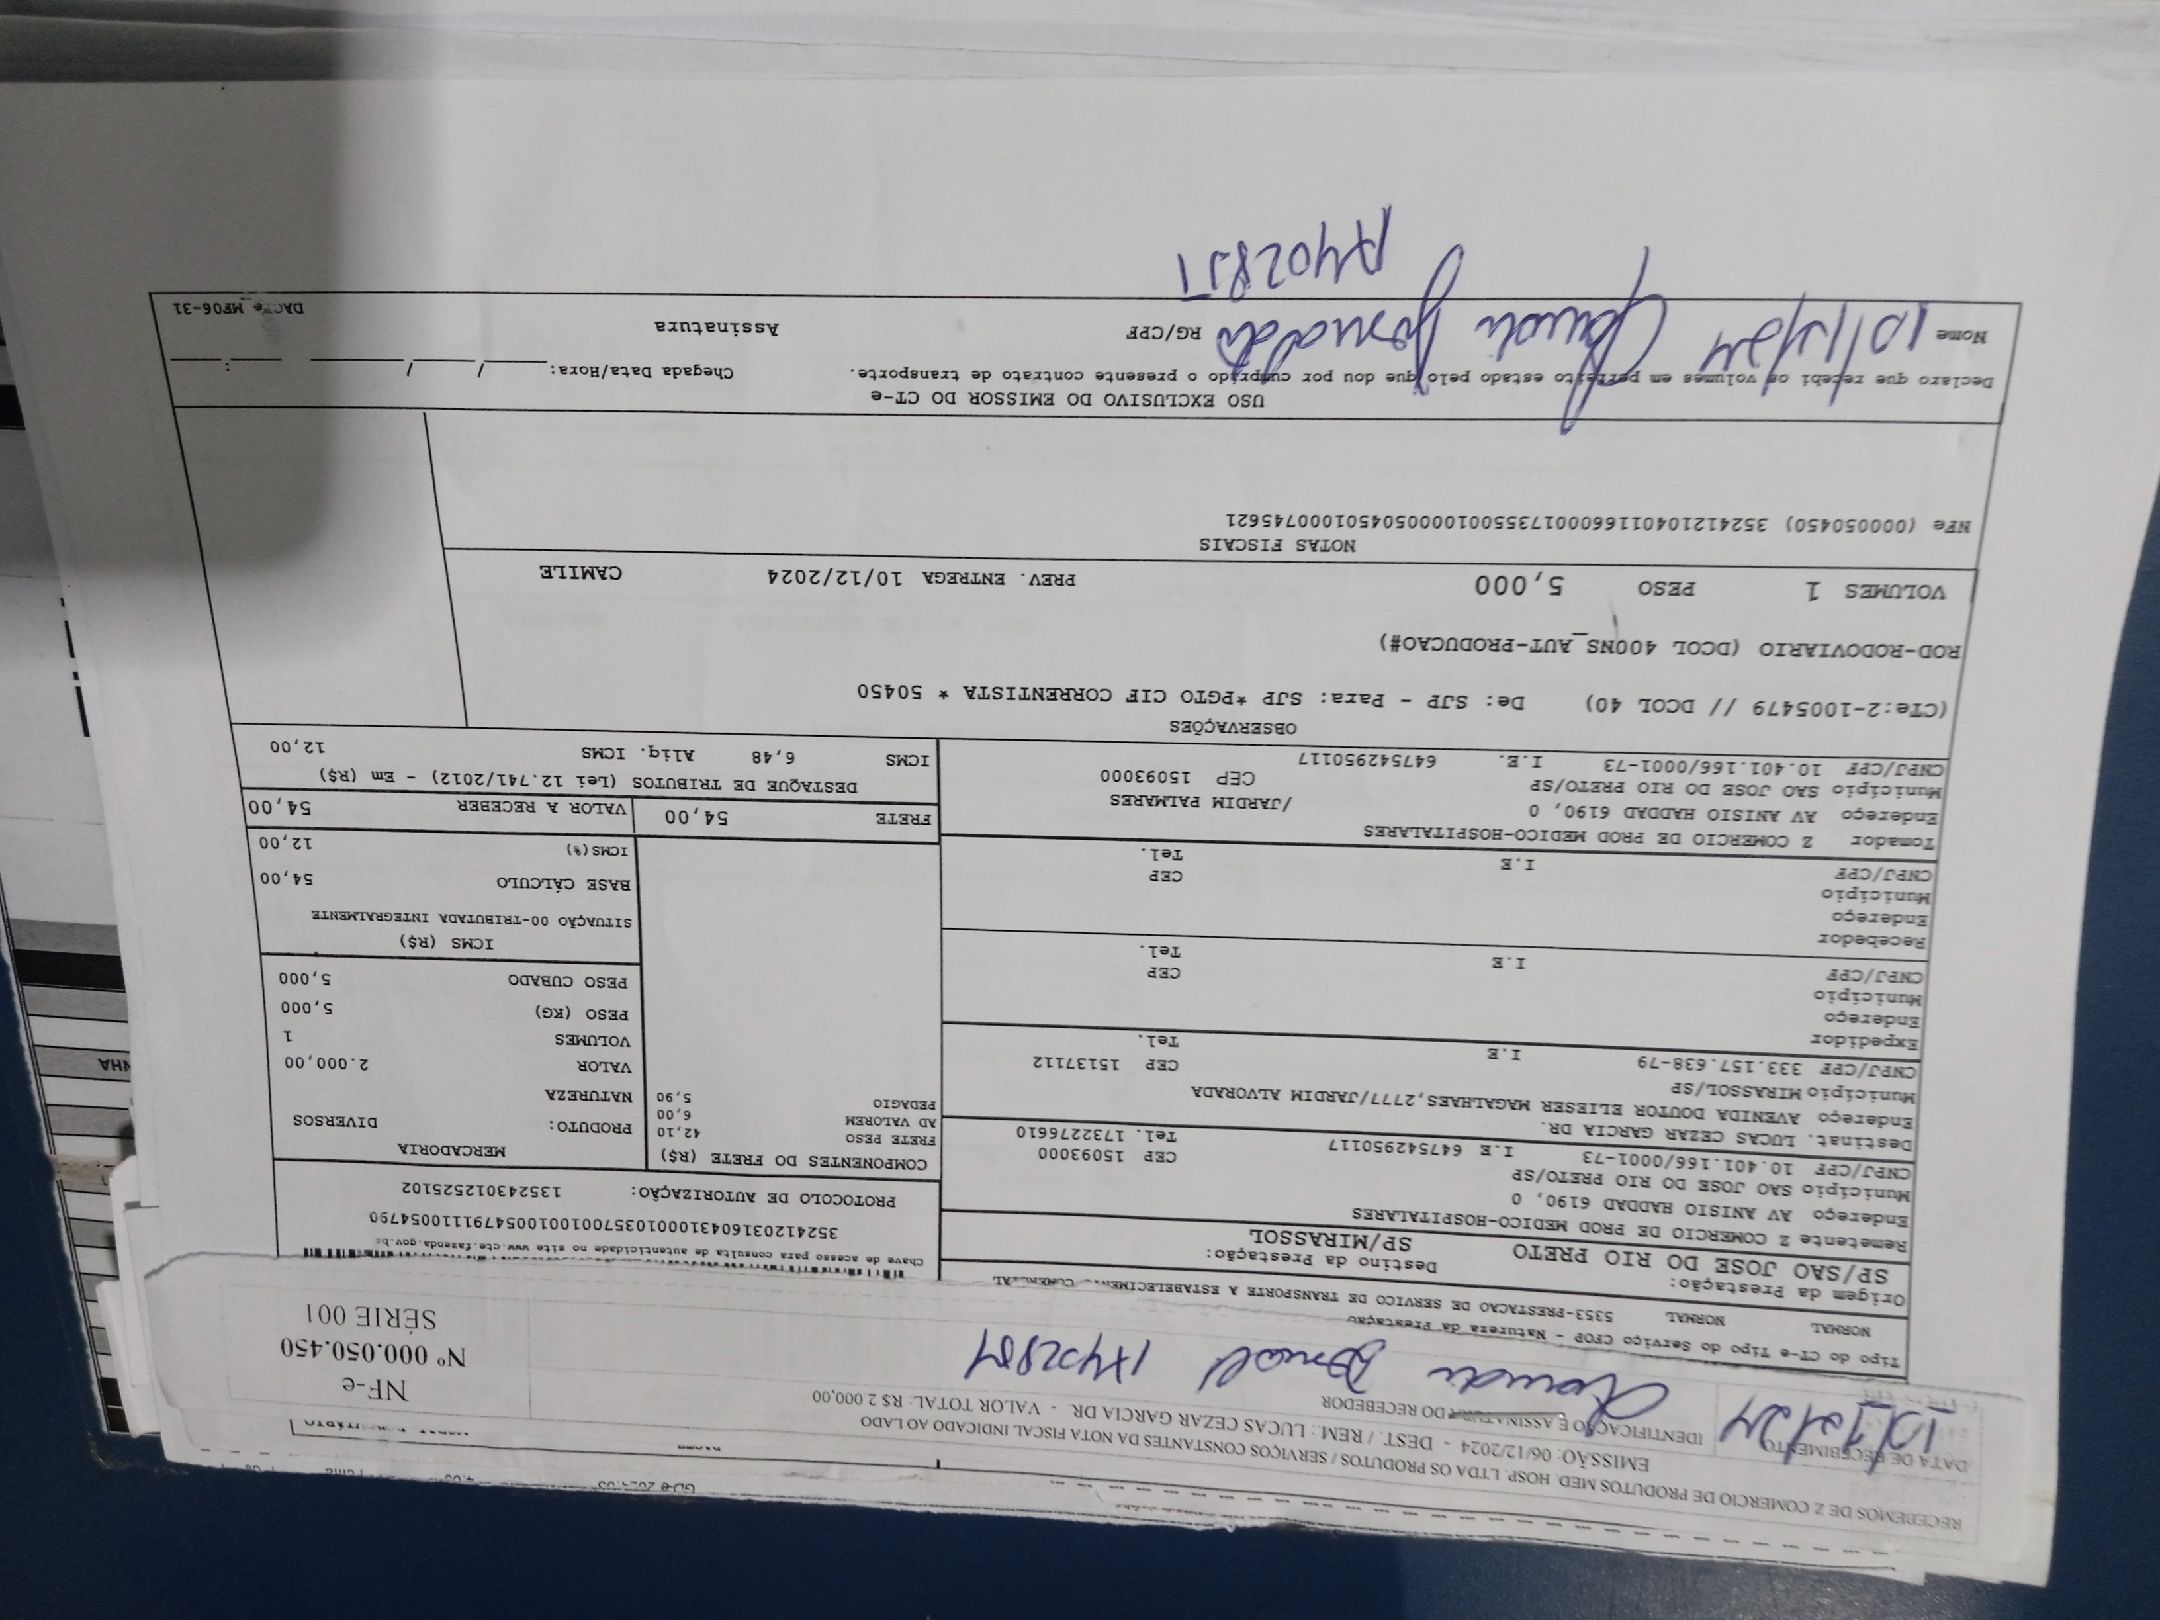 RECEBEMOS DE Z COMERCIO DE PRODUTOS MED. HOSP. LTDA OS PRODUTOS / SERVIÇOS CONSTANTES DA NOTA FISCAL INDICADO AO LADO
EMISSÃO: 06/12/2024 - DEST. / REM.: LUCAS CEZAR GARCIA DR. - VALOR TOTAL: R$ 2.000,00
DATA DE RECEBIMENTO
IDENTIFICAÇÃO E ASSINATURA DO RECEBEDOR
NF-e
Nº 000.050.450
SÉRIE 001
Tipo do CT-e Tipo do Serviço CFOP - Natureza da Prestação
NORMAL NORMAL 5353-PRESTACAO DE SERVICO DE TRANSPORTE A ESTABELECIMENTO COMERCIAL
Origem da Prestação: Destino da Prestação:
SP/SAO JOSE DO RIO PRETO SP/MIRASSOL
Chave de acesso para consulta de autenticidade no site www.cte.fazenda.gov.br
PROTOCOLO DE AUTORIZAÇÃO: 135243012525102
Remetente Z COMERCIO DE PROD MEDICO-HOSPITALARES
Endereço AV ANISIO HADDAD 6190, 0
Município SAO JOSE DO RIO PRETO/SP CEP 15093000
CNPJ/CPF 10.401.166/0001-73 I.E 647542950117 Tel. 1732276610
Destinat. LUCAS CEZAR GARCIA DR.
Endereço AVENIDA DOUTOR ELIESER MAGALHAES,2777/JARDIM ALVORADA
Município MIRASSOL/SP CEP 15137112
CNPJ/CPF 333.157.638-79 I.E Tel.
Expedidor
Endereço
Município CEP
CNPJ/CPF I.E Tel.
Recebedor
Endereço
Município CEP
CNPJ/CPF I.E Tel.
Tomador Z COMERCIO DE PROD MEDICO-HOSPITALARES
Endereço AV ANISIO HADDAD 6190, 0 /JARDIM PALMARES
Município SAO JOSE DO RIO PRETO/SP CEP 15093000
CNPJ/CPF 10.401.166/0001-73 I.E. 647542950117
COMPONENTES DO FRETE (R$)
FRETE PESO 42,10
AD VALOREM 6,00
PEDAGIO 5,90
MERCADORIA
PRODUTO: DIVERSOS
NATUREZA
VALOR 2.000,00
VOLUMES 1
PESO (KG) 5,000
PESO CUBADO 5,000
ICMS (R$)
SITUAÇÃO 00-TRIBUTADA INTEGRALMENTE
BASE CÁLCULO 54,00
ICMS(%) 12,00
FRETE 54,00 VALOR A RECEBER 54,00
DESTAQUE DE TRIBUTOS (Lei 12.741/2012) - Em (R$)
ICMS 6,48 Aliq. ICMS 12,00
OBSERVAÇÕES
(CTe:2-1005479 // DCOL 40) De: SJP - Para: SJP *PGTO CIF CORRENTISTA * 50450
ROD-RODOVIARIO (DCOL 400NS_AUT-PRODUCAO#)
VOLUMES 1 PESO 5,000 PREV. ENTREGA 10/12/2024 CAMILE
NOTAS FISCAIS
NFe (000050450) 35241210401166000173550010000504501000745621
USO EXCLUSIVO DO EMISSOR DO CT-e
Declaro que recebi os volumes em perfeito estado pelo que dou por cumprido o presente contrato de transporte. Chegada Data/Hora: / / :
Nome RG/CPF Assinatura
10/12/24
DACTe_MF06-31